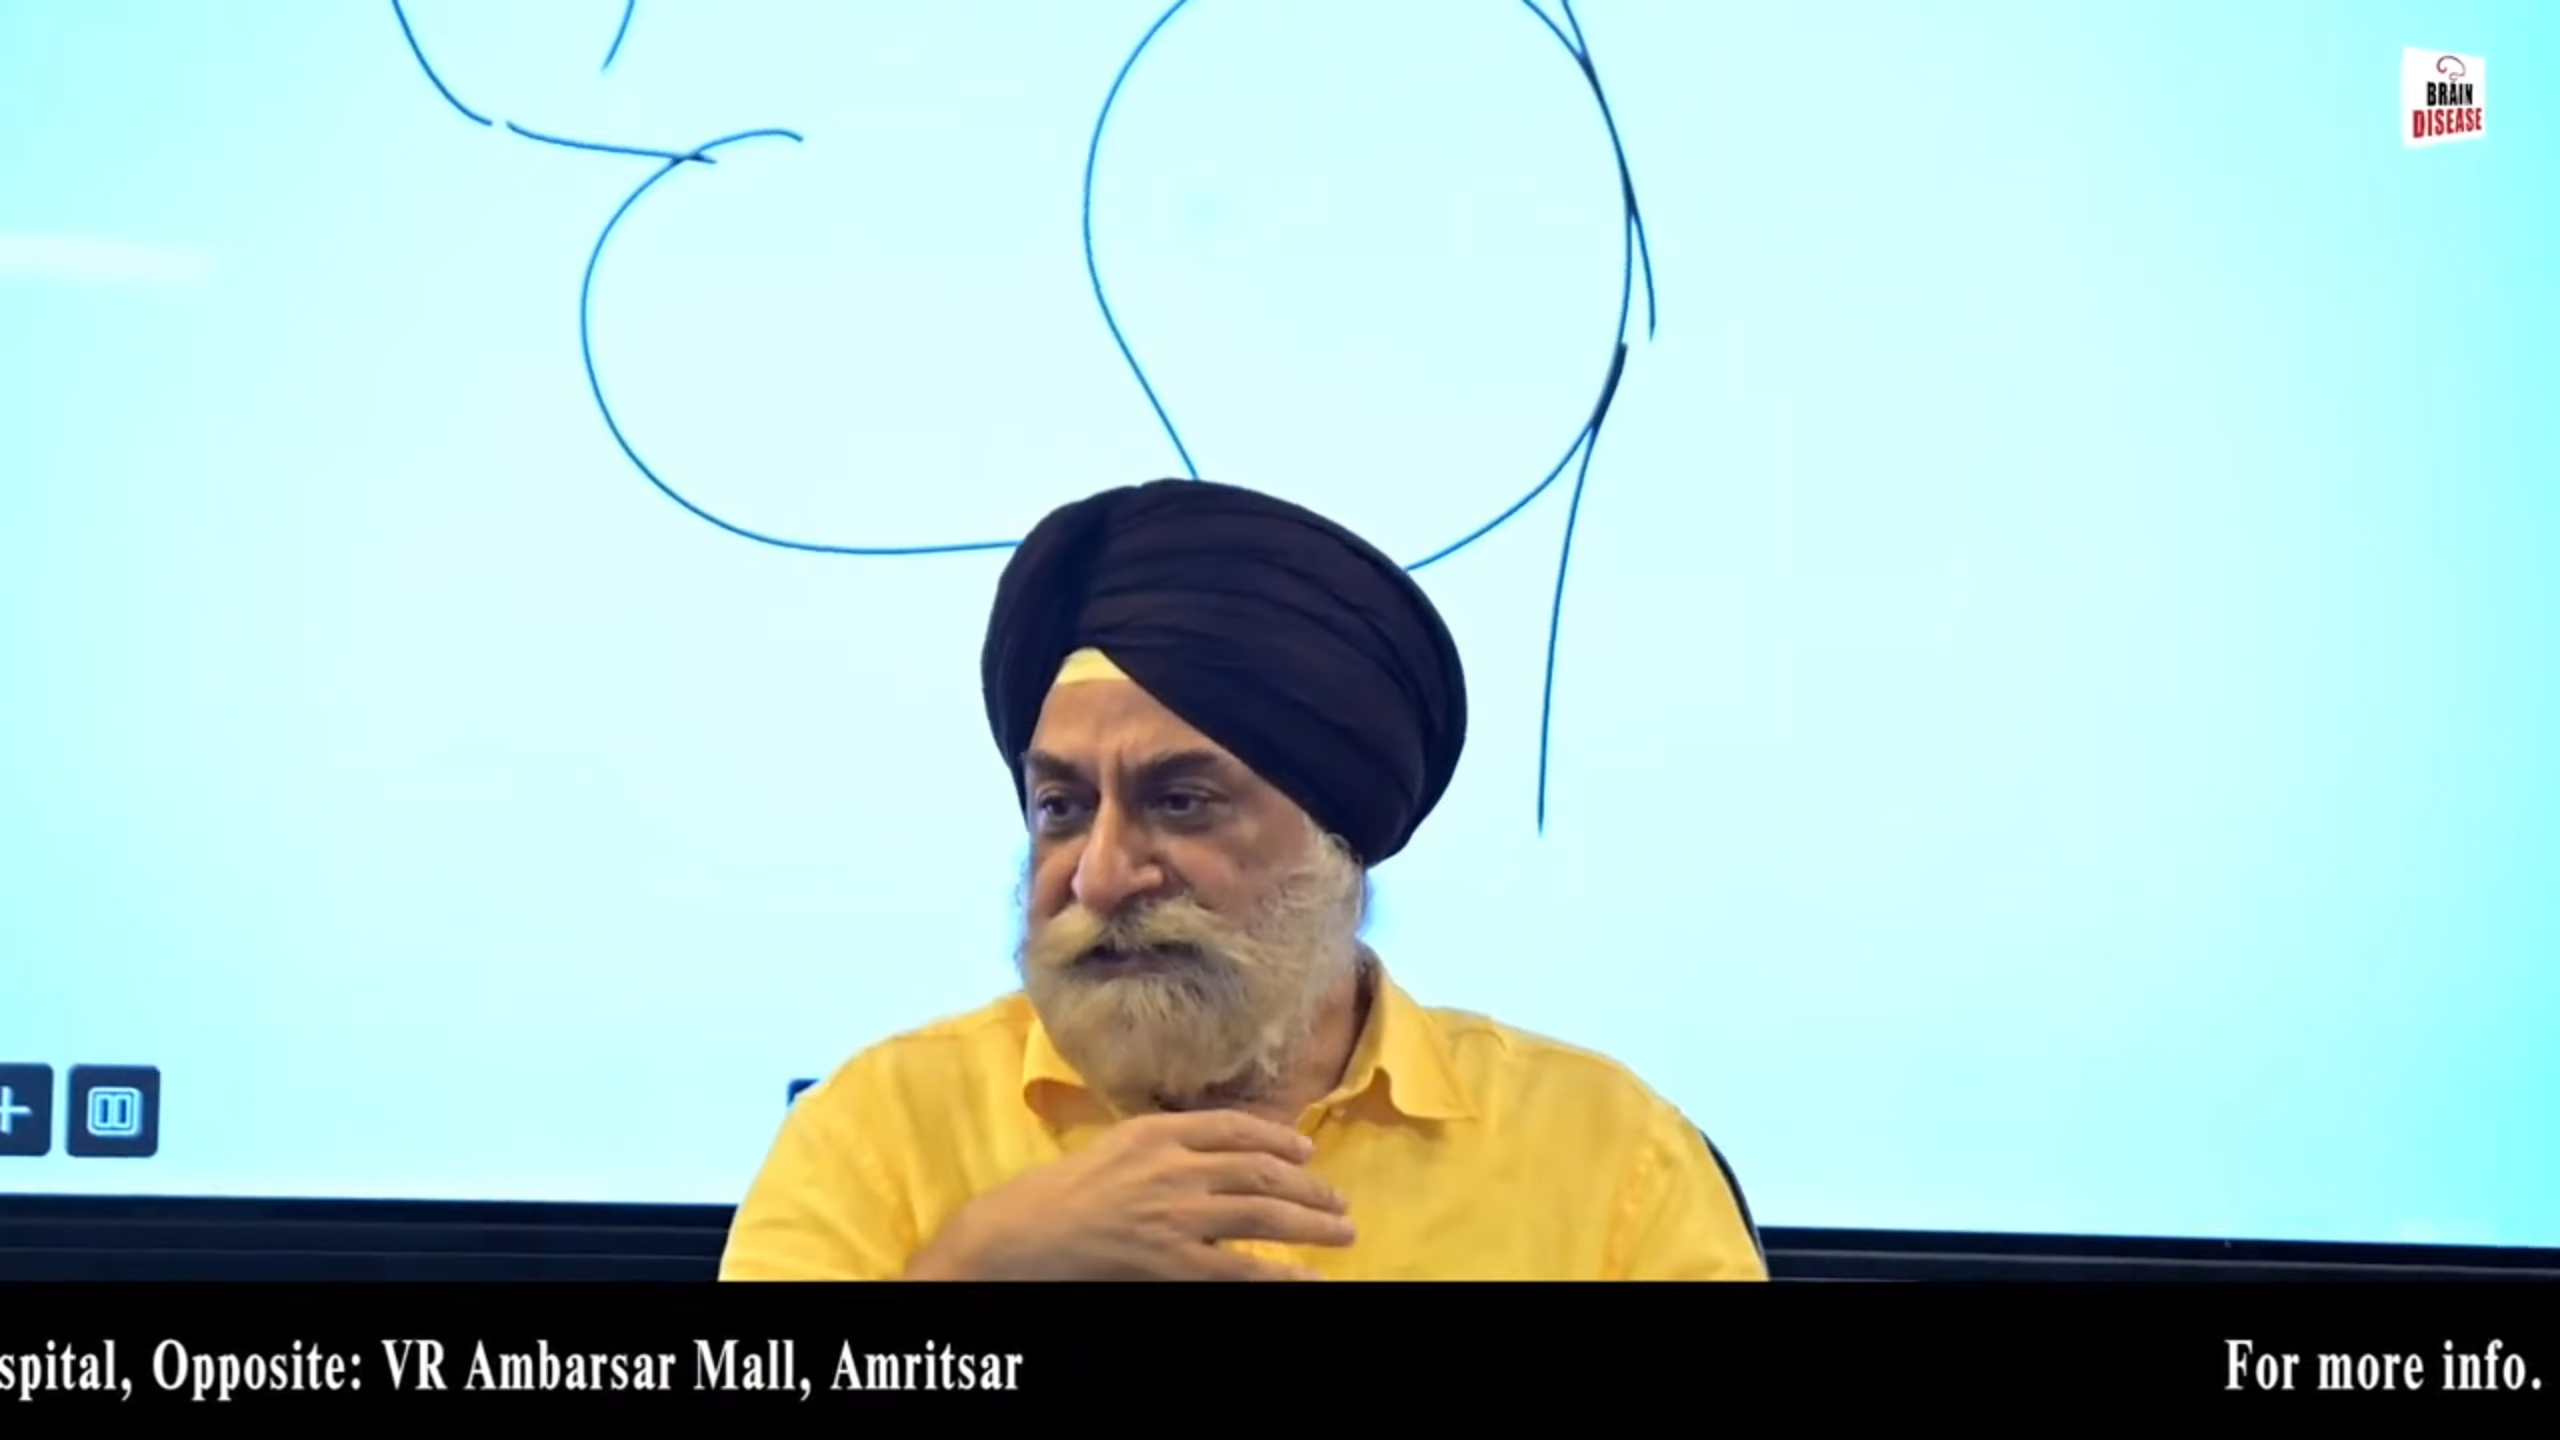 BRAIN
DISEASE
spital, Opposite: VR Ambarsar Mall, Amritsar
For more info.